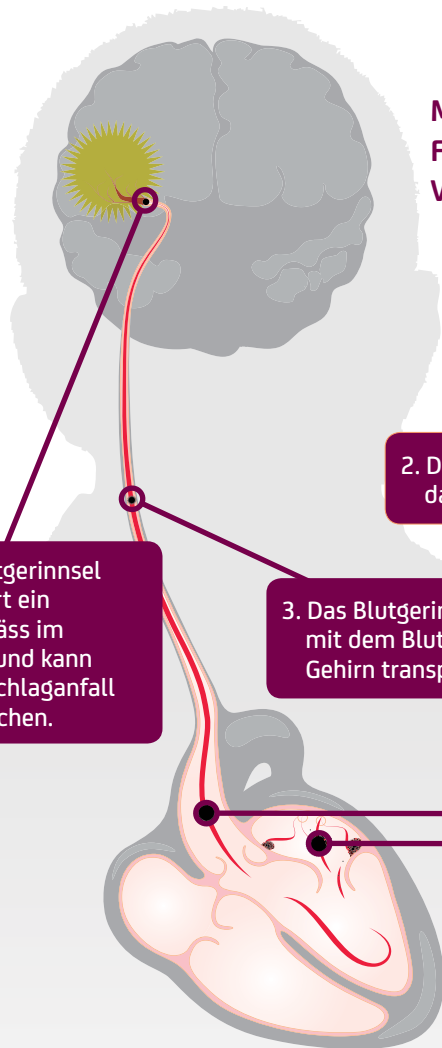 M
F
V
2. D
da
tgerinnsel
rt ein
äss im
und kann
chlaganfall
chen.
3. Das Blutgerin
mit dem Blut
Gehirn transp